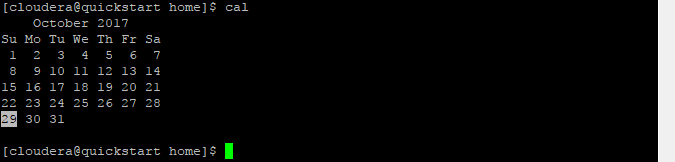 [cloudera@quickstart home]$ cal
    October 2017
Su Mo Tu We Th Fr Sa
 1  2  3  4  5  6  7
 8  9 10 11 12 13 14
15 16 17 18 19 20 21
22 23 24 25 26 27 28
29 30 31
[cloudera@quickstart home]$